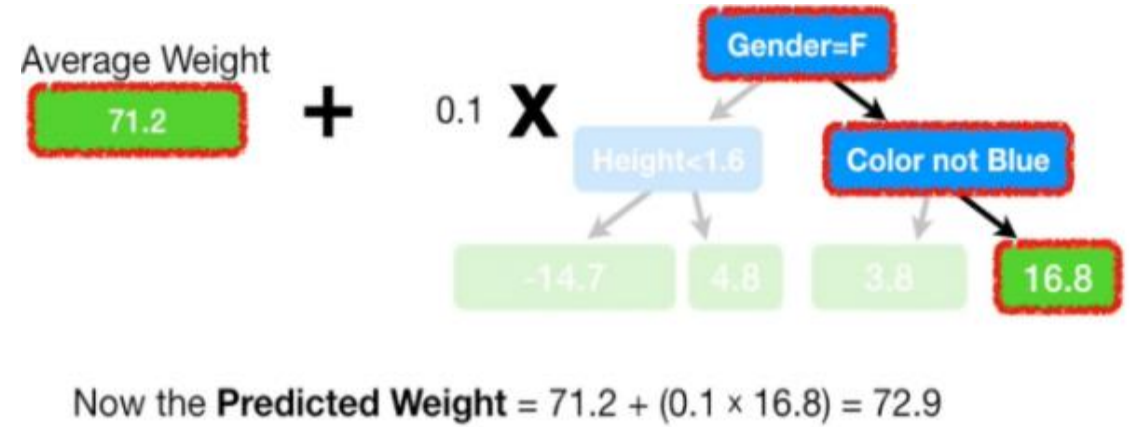 Gender=F
Average Weight
71.2
+ 0.1 X
Height<1.6
Color not Blue
-14.7
4.8
3.8
16.8
Now the Predicted Weight = 71.2 + (0.1 × 16.8) = 72.9